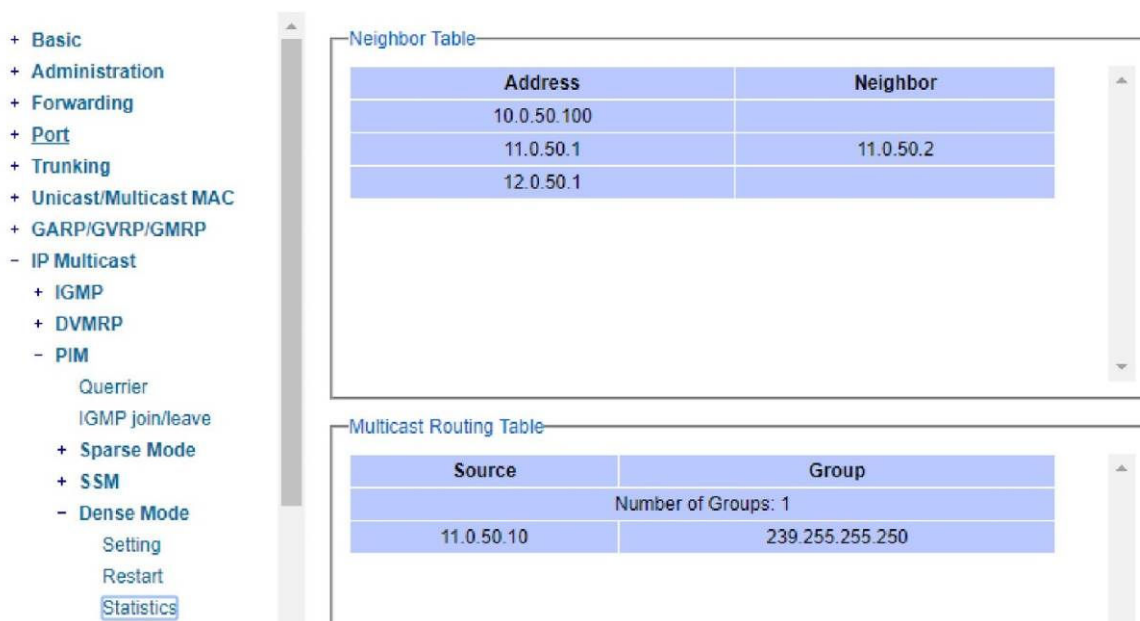 + Basic
+ Administration
+ Forwarding
+ Port
+ Trunking
+ Unicast/Multicast MAC
+ GARP/GVRP/GMRP
- IP Multicast
+ IGMP
+ DVMRP
- PIM
Querrier
IGMP join/leave
+ Sparse Mode
+ SSM
- Dense Mode
Setting
Restart
Statistics
Neighbor Table
Address Neighbor
10.0.50.100
11.0.50.1 11.0.50.2
12.0.50.1
Multicast Routing Table
Source Group
Number of Groups: 1
11.0.50.10 239.255.255.250